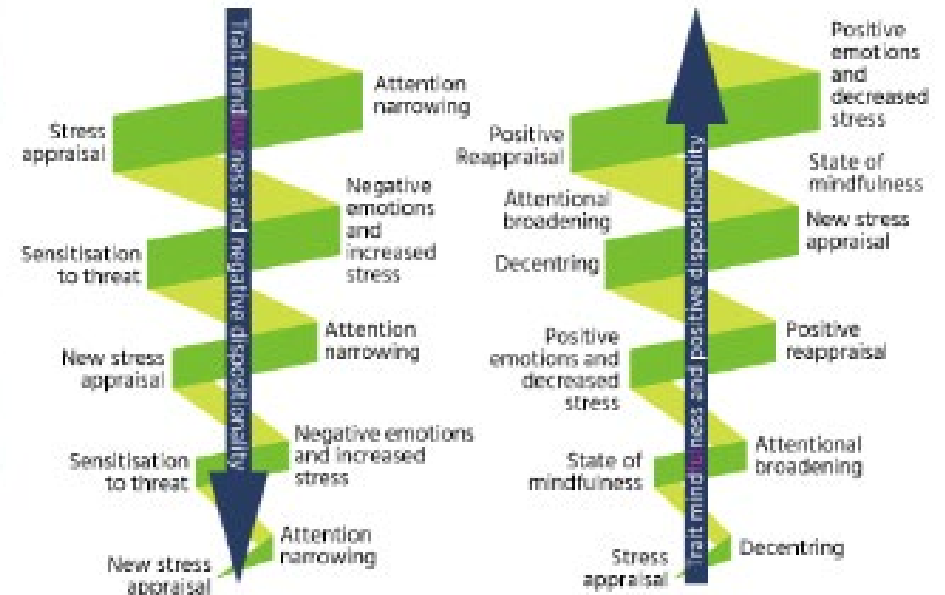 Trait mindlessness and negative dispositionality
Attention
narrowing
Stress
appraisal
Negative
emotions
and
increased
stress
Sensitisation
to threat
Attention
narrowing
New stress
appraisal
Negative emotions
and increased
stress
Sensitisation
to threat
Attention
narrowing
New stress
appraisal
Trait mindfulness and positive dispositionality
Positive
emotions
and
decreased
stress
Positive
Reappraisal
State of
mindfulness
Attentional
broadening
New stress
appraisal
Decentring
Positive
reappraisal
Positive
emotions and
decreased
stress
Attentional
broadening
State of
mindfulness
Decentring
Stress
appraisal